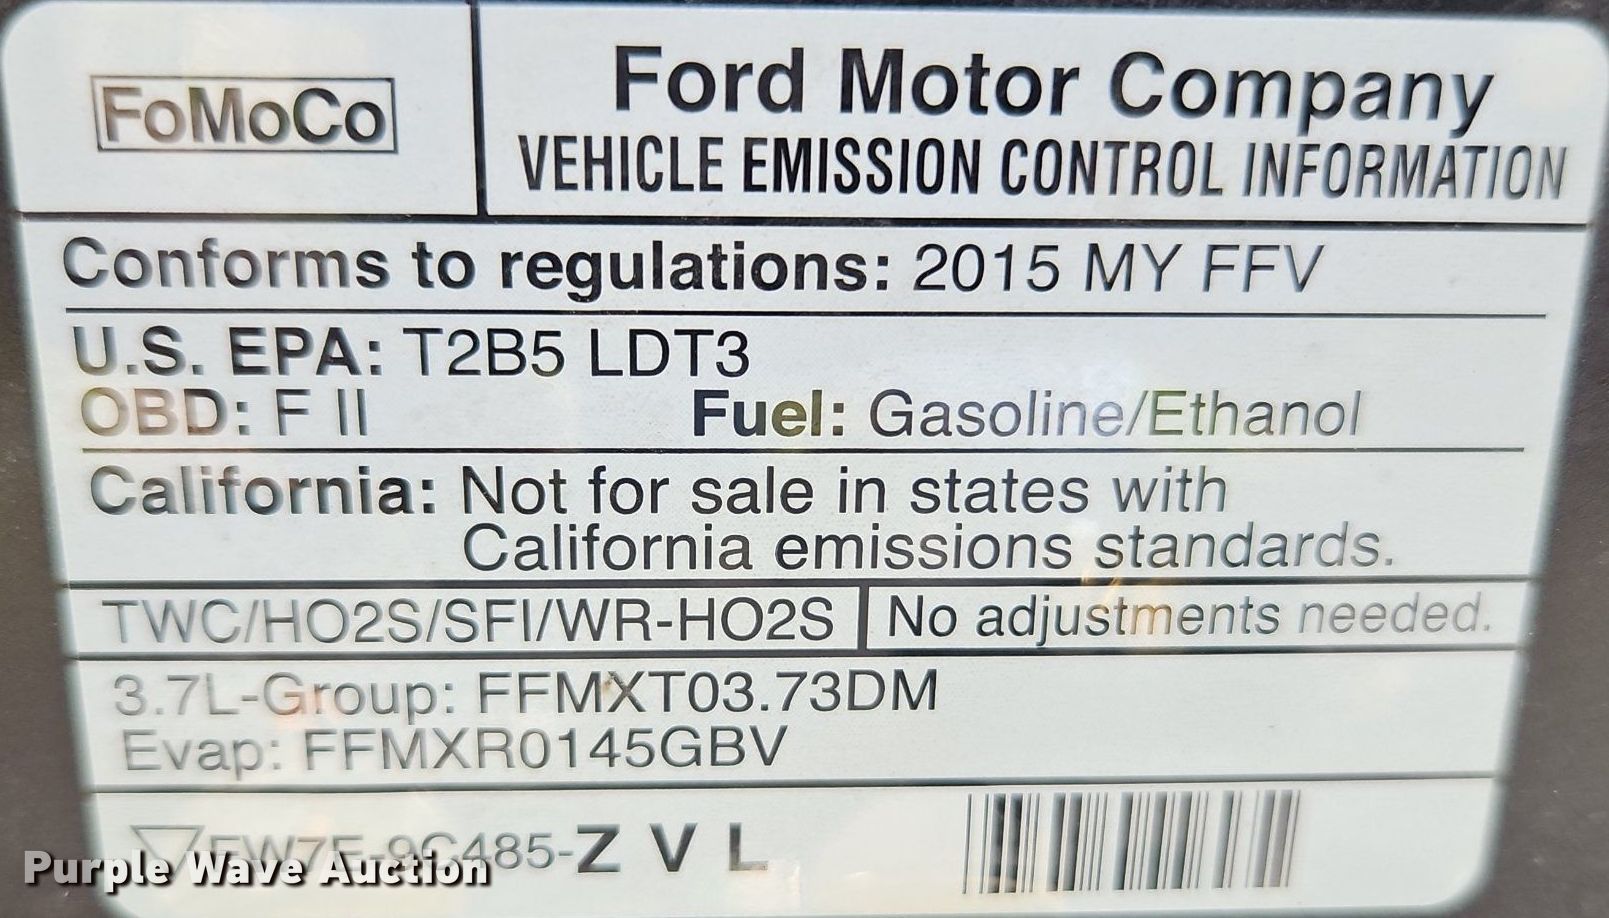 FoMoCo
Ford Motor Company
VEHICLE EMISSION CONTROL INFORMATION
Conforms to regulations: 2015 MY FFV
U.S. EPA: T2B5 LDT3
OBD: F II Fuel: Gasoline/Ethanol
California: Not for sale in states with
California emissions standards.
TWC/HO2S/SFI/WR-HO2S No adjustments needed.
3.7L-Group: FFMXT03.73DM
Evap: FFMXR0145GBV
FW7E-9C485-Z V L
Purple Wave Auction